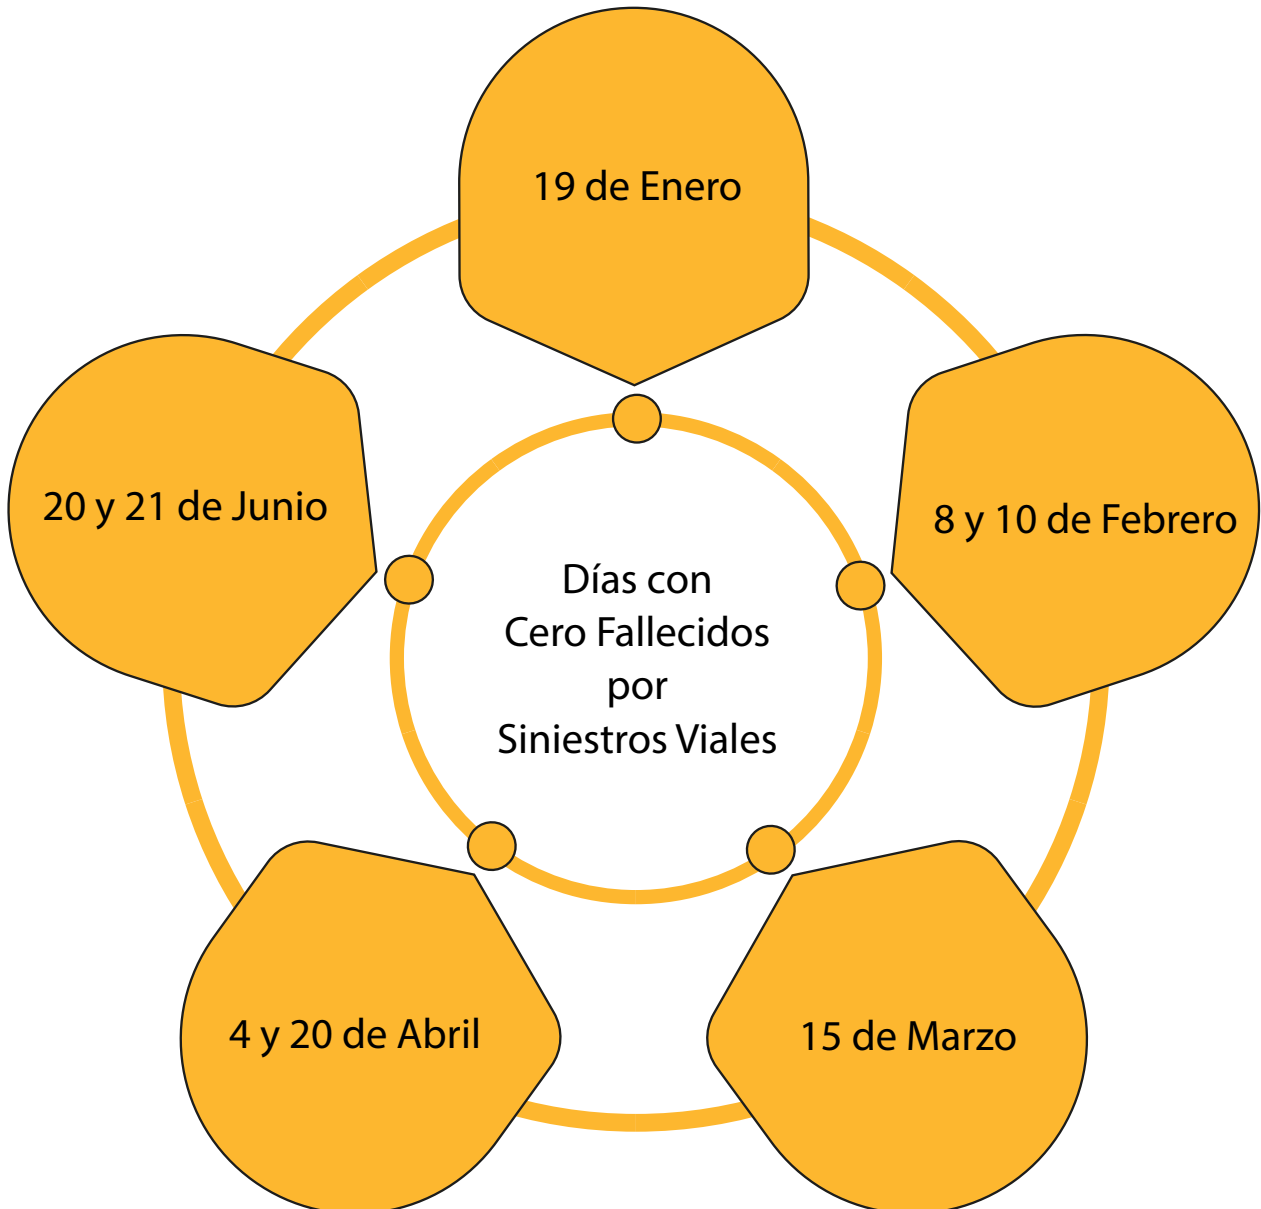 19 de Enero
8 y 10 de Febrero
15 de Marzo
4 y 20 de Abril
20 y 21 de Junio
Días con
Cero Fallecidos
por
Siniestros Viales